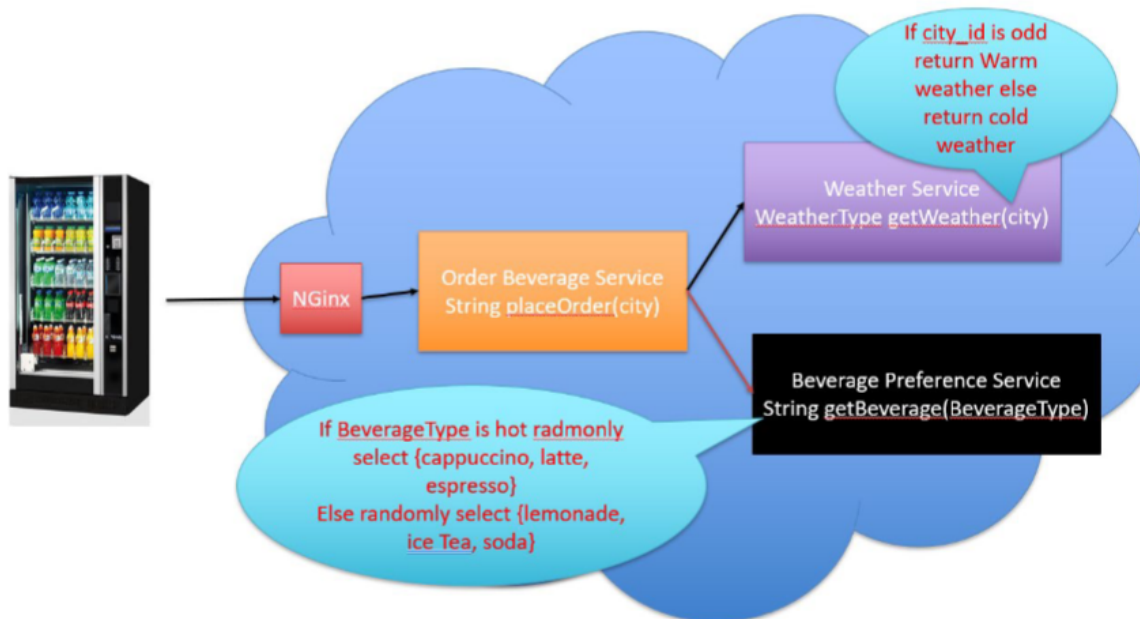 If city_id is odd
return Warm
weather else
return cold
weather
Weather Service
WeatherType getWeather(city)
NGinx
Order Beverage Service
String placeOrder(city)
Beverage Preference Service
String getBeverage(BeverageType)
If BeverageType is hot radmonly
select {cappuccino, latte,
espresso}
Else randomly select {lemonade,
ice Tea, soda}